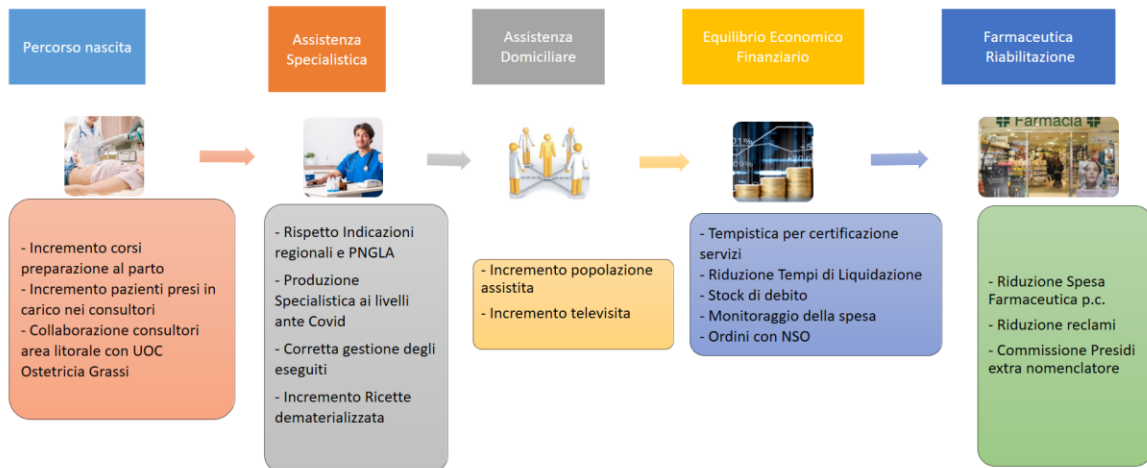 Percorso nascita
Assistenza
Specialistica
Assistenza
Domiciliare
Equilibrio Economico
Finanziario
Farmaceutica
Riabilitazione
Farmacia
- Incremento corsi
preparazione al parto
- Incremento pazienti presi in
carico nei consultori
- Collaborazione consultori
area litorale con UOC
Ostetricia Grassi
- Rispetto Indicazioni
regionali e PNGLA
- Produzione
Specialistica ai livelli
ante Covid
- Corretta gestione degli
eseguiti
- Incremento Ricette
dematerializzata
- Incremento popolazione
assistita
- Incremento televisita
- Tempistica per certificazione
servizi
- Riduzione Tempi di Liquidazione
- Stock di debito
- Monitoraggio della spesa
- Ordini con NSO
- Riduzione Spesa
Farmaceutica p.c.
- Riduzione reclami
- Commissione Presidi
extra nomenclatore